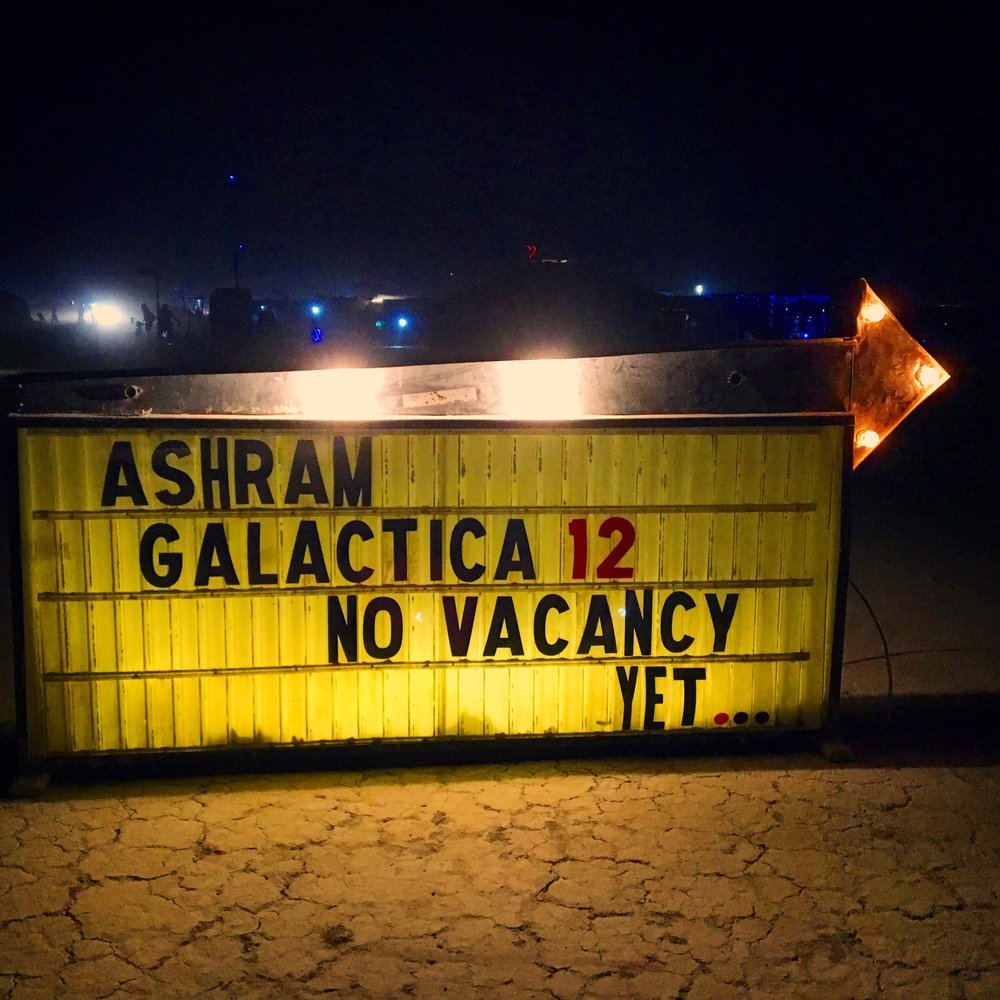 ASHRAM
GALACTICA 12
NO VACANCY
YET...